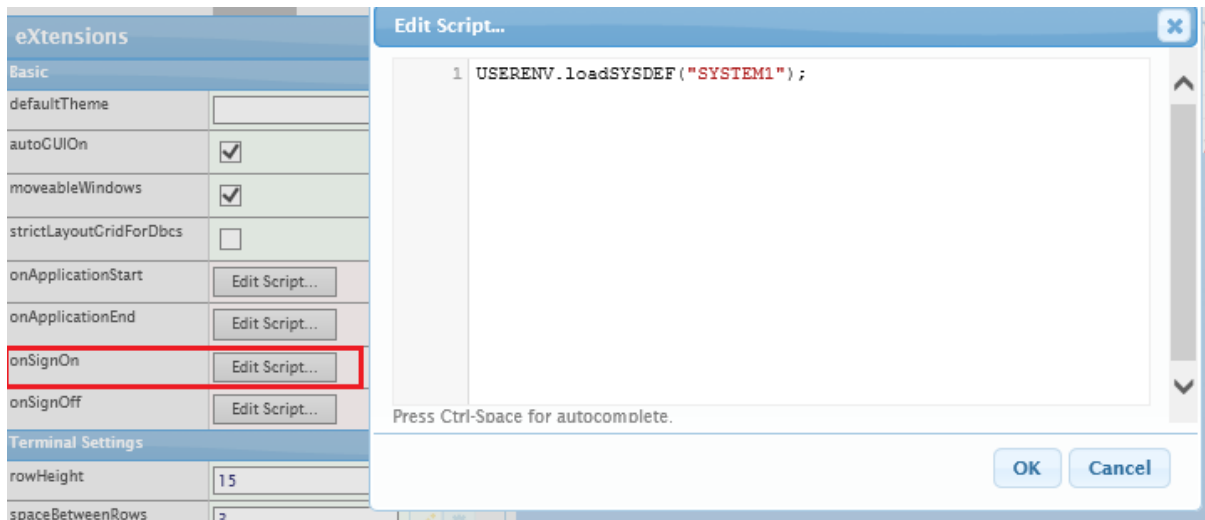 eXtensions
Basic
defaultTheme
autoGUIOn
moveableWindows
strictLayoutGridForDbcs
onApplicationStart Edit Script...
onApplicationEnd Edit Script...
onSignOn Edit Script...
onSignOff Edit Script...
Terminal Settings
rowHeight 15
spaceBetweenRows 3
Edit Script...
1 USERENV.loadSYSDEF("SYSTEM1");
Press Ctrl-Space for autocomplete.
OK Cancel